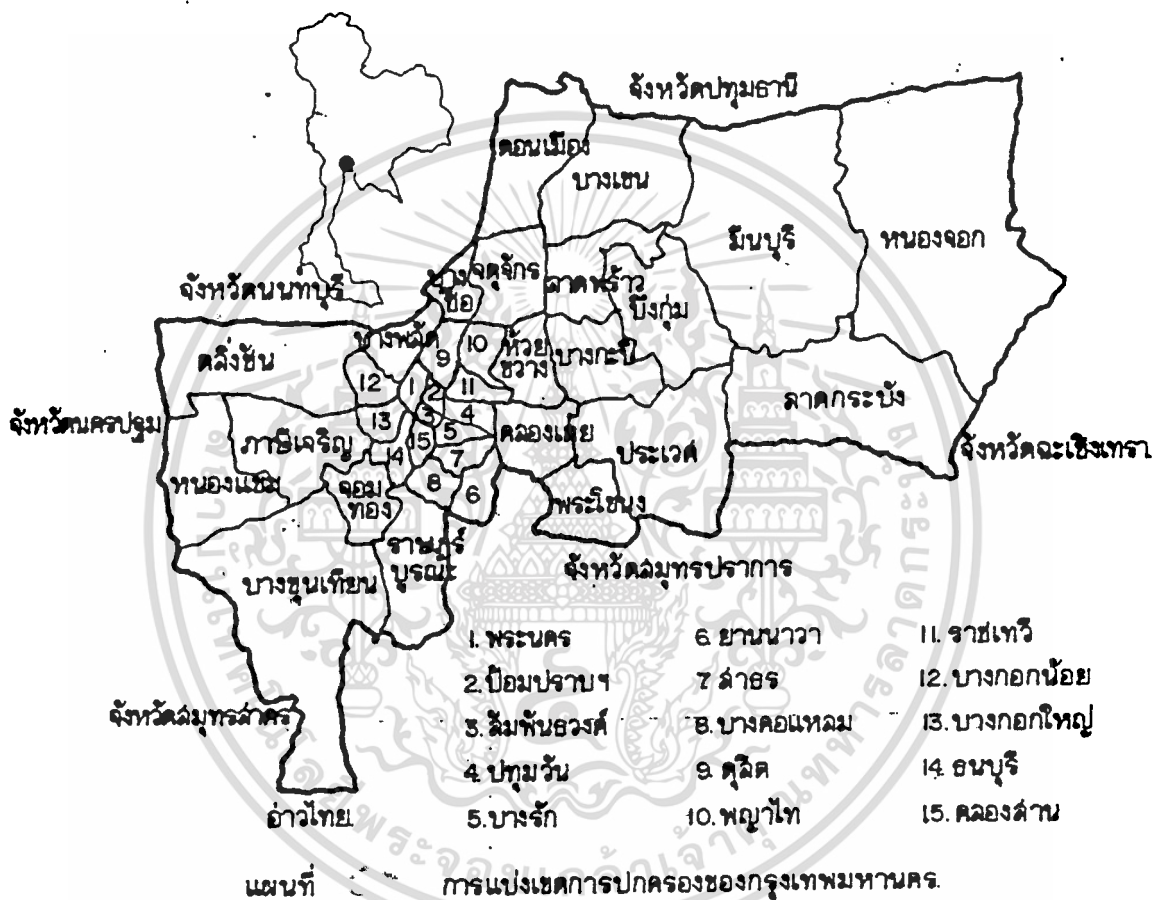 จังหวัดปทุมธานี
ดอนเมือง
บางเขน
มีนบุรี
หนองจอก
จังหวัดนนทบุรี
บาง
ซื่อ
จตุจักร
ลาดพร้าว
บึงกุ่ม
ตลิ่งชัน
บางพลัด
9
10
ห้วย
ขวาง
บางกะปิ
ลาดกระบัง
12
1
2
11
จังหวัดนครปฐม
13
3
4
ภาษีเจริญ
15
5
คลองเตย
ประเวศ
จังหวัดฉะเชิงเทรา
หนองแขม
14
7
จอม
ทอง
8
6
พระโขนง
ราษฎร์
บูรณะ
จังหวัดสมุทรปราการ
บางขุนเทียน
จังหวัดสมุทรสาคร
อ่าวไทย
1. พระนคร
2. ป้อมปราบฯ
3. สัมพันธวงศ์
4 ปทุมวัน
5. บางรัก
6. ยานนาวา
7 สาธร
8. บางคอแหลม
9. ดุสิต
10. พญาไท
11. ราชเทวี
12. บางกอกน้อย
13. บางกอกใหญ่
14. ธนบุรี
15. คลองสาน
แผนที่ การแบ่งเขตการปกครองของกรุงเทพมหานคร.